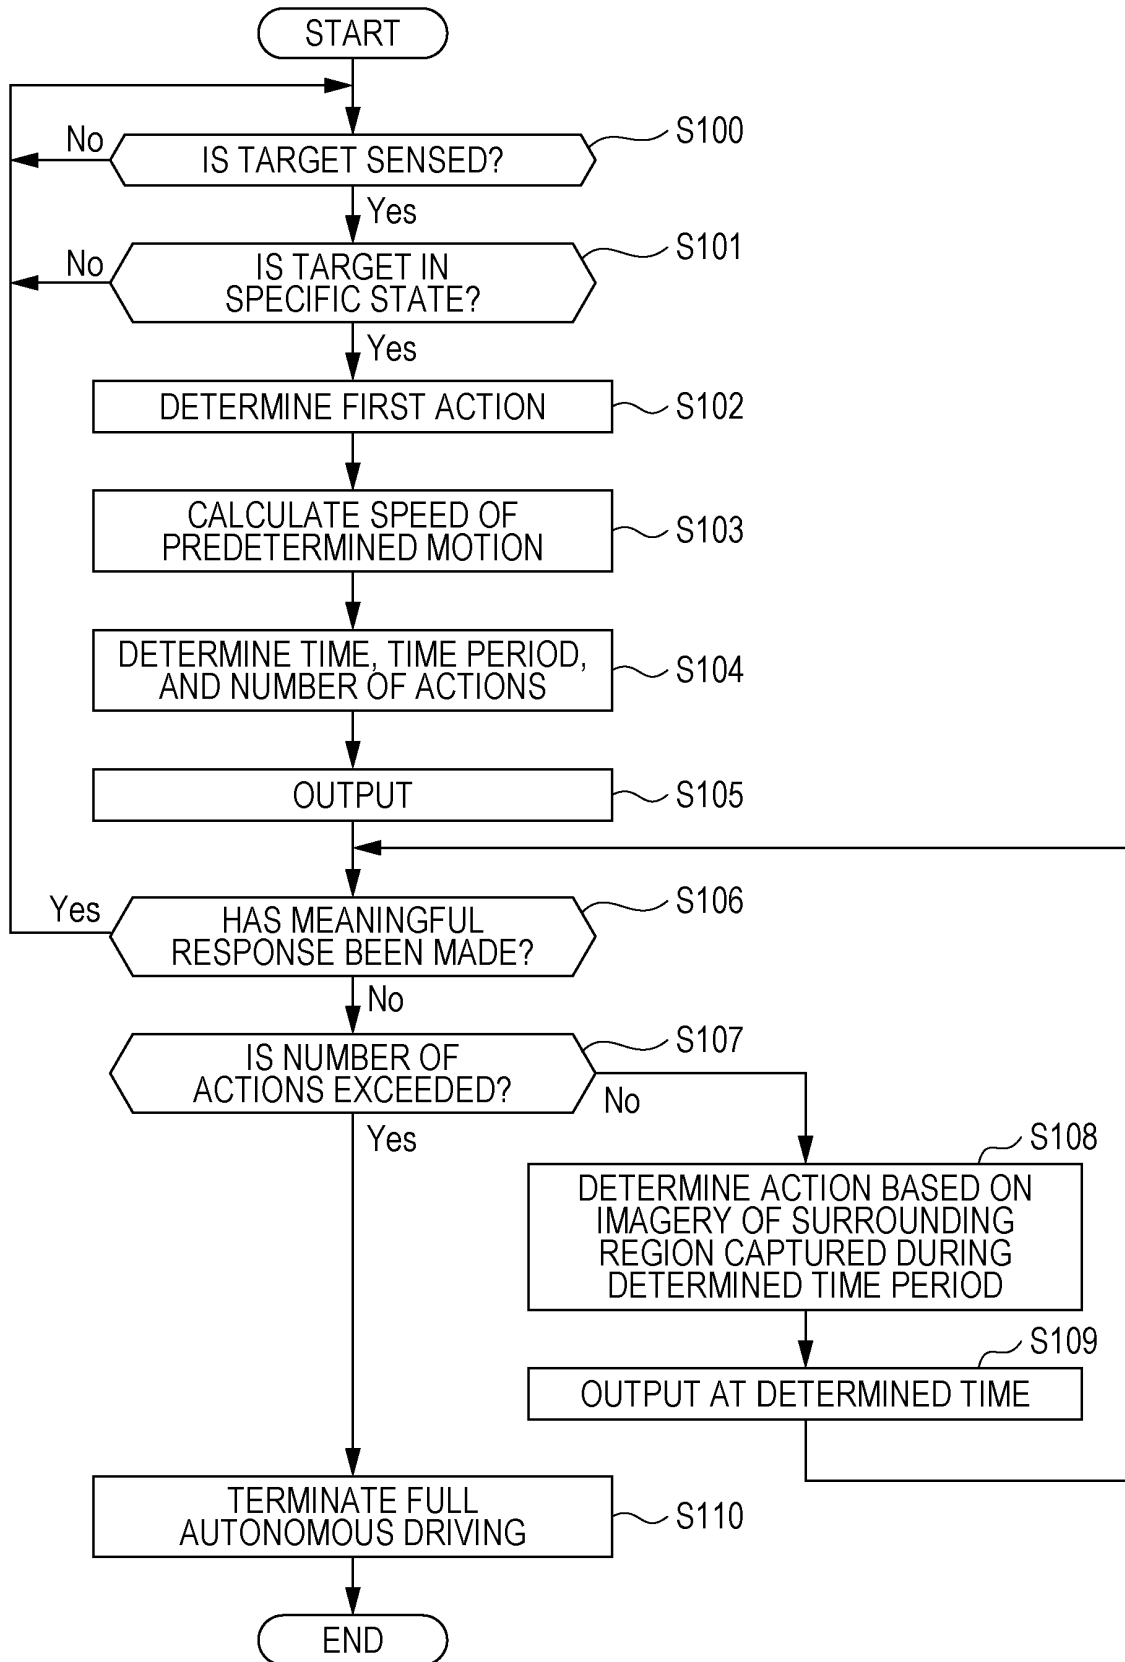 START
No
IS TARGET SENSED?
S100
Yes
No
IS TARGET IN
SPECIFIC STATE?
S101
Yes
DETERMINE FIRST ACTION
S102
CALCULATE SPEED OF
PREDETERMINED MOTION
S103
DETERMINE TIME, TIME PERIOD,
AND NUMBER OF ACTIONS
S104
OUTPUT
S105
Yes
HAS MEANINGFUL
RESPONSE BEEN MADE?
S106
No
IS NUMBER OF
ACTIONS EXCEEDED?
S107
No
Yes
S108
DETERMINE ACTION BASED ON
IMAGERY OF SURROUNDING
REGION CAPTURED DURING
DETERMINED TIME PERIOD
S109
OUTPUT AT DETERMINED TIME
TERMINATE FULL
AUTONOMOUS DRIVING
S110
END